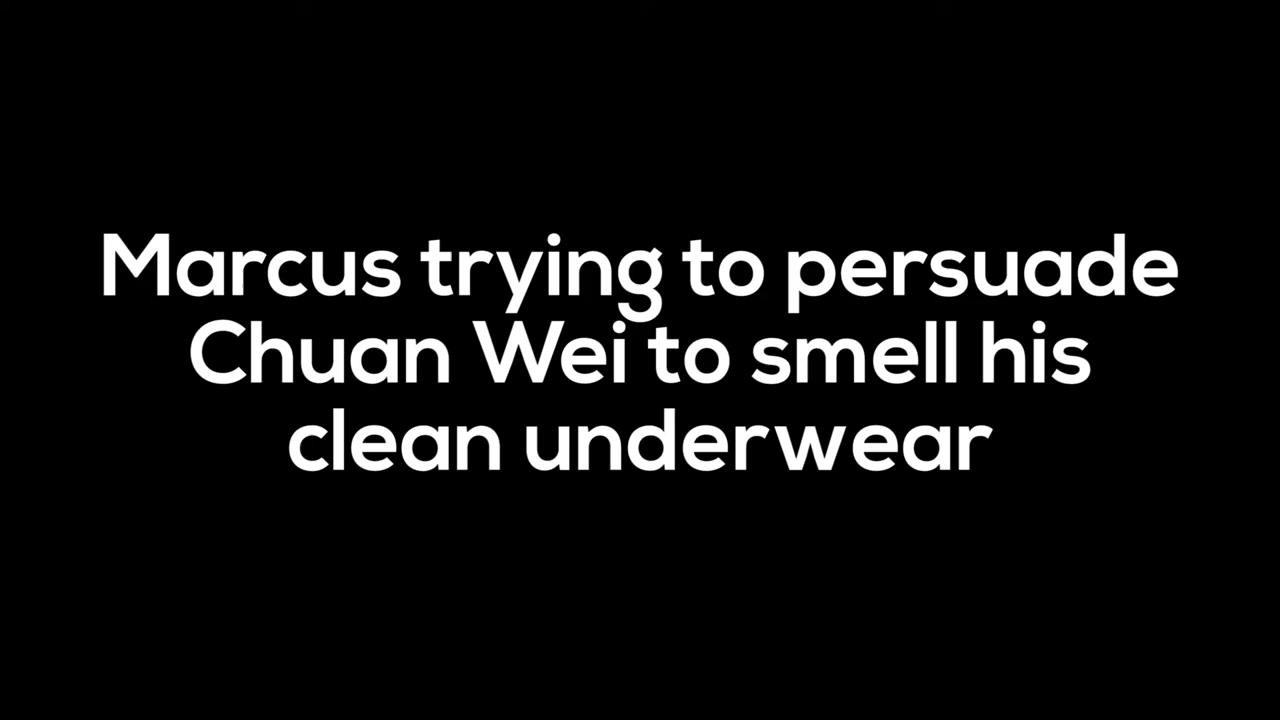 Marcus trying to persuade
Chuan Wei to smell his
clean underwear